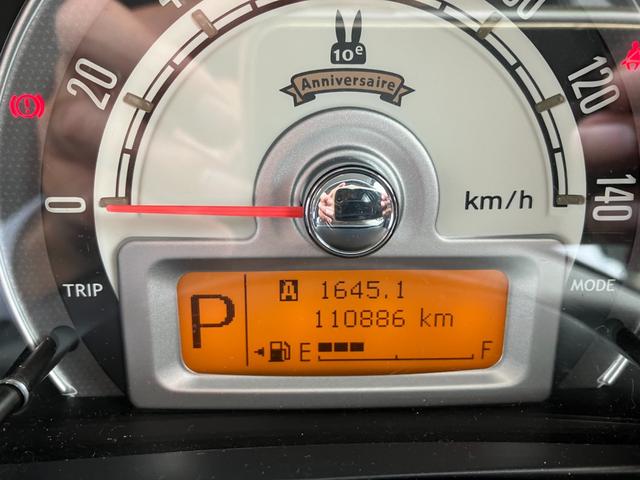 10e
Anniversaire
20
120
0
140
km/h
TRIP
MODE
P
A 1645.1
110886 km
E F